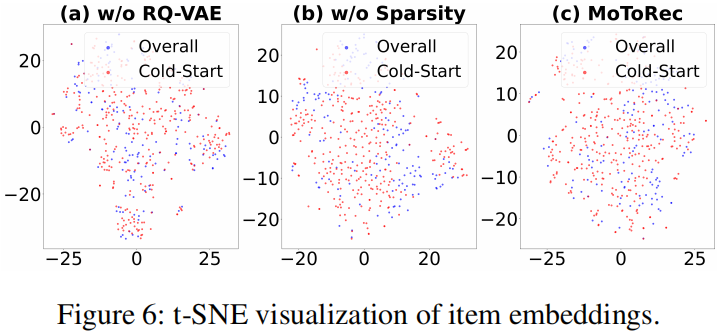 (a) w/o RQ-VAE (b) w/o Sparsity (c) MoToRec
Overall Overall Overall
Cold-Start Cold-Start Cold-Start
20 20 20
10 10
0 0 0
−10 −10
−20 −20 −20
−25 0 25 −20 0 20 −25 0 25
Figure 6: t-SNE visualization of item embeddings.